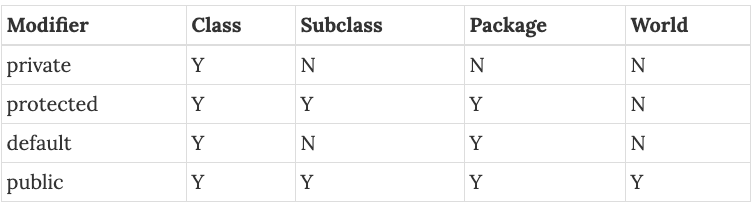 Modifier Class Subclass Package World
private Y N N N
protected Y Y Y N
default Y N Y N
public Y Y Y Y